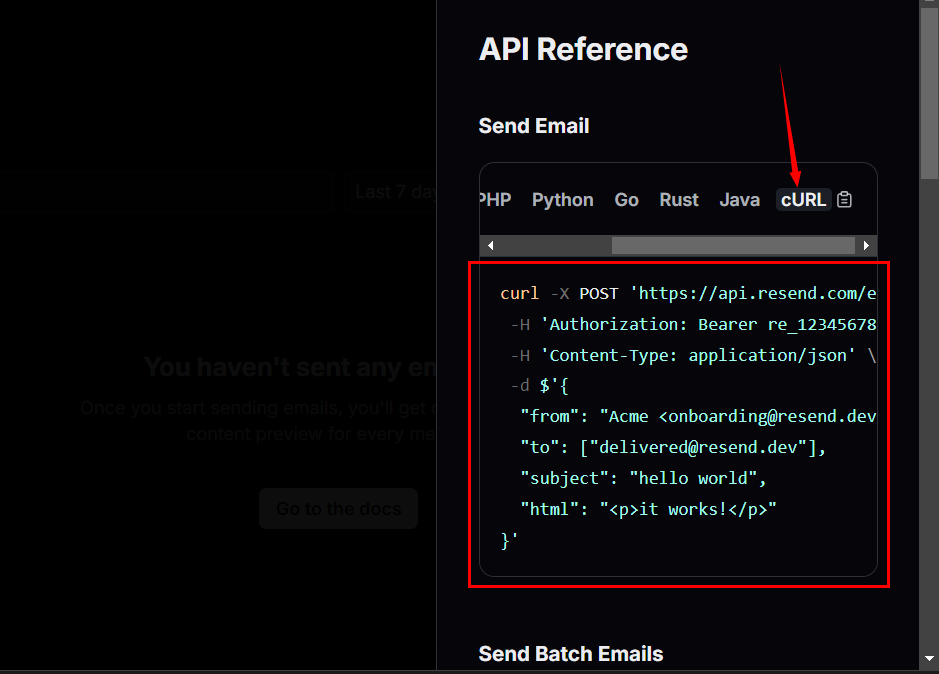 API Reference
Send Email
Last 7 day
PHP Python Go Rust Java cURL
curl -X POST 'https://api.resend.com/e
-H 'Authorization: Bearer re_12345678
-H 'Content-Type: application/json' \
-d $'{
"from": "Acme <onboarding@resend.dev
"to": ["delivered@resend.dev"],
"subject": "hello world",
"html": "<p>it works!</p>"
}'
You haven't sent any em
Once you start sending emails, you'll get
content preview for every me
Go to the docs
Send Batch Emails